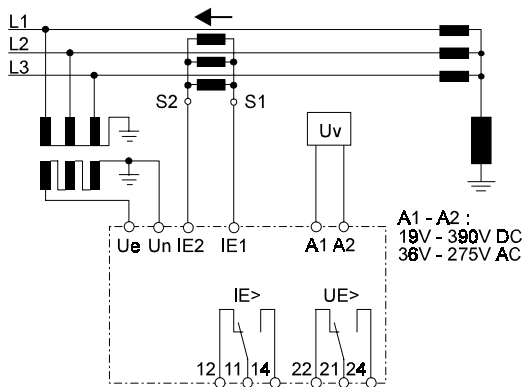 L1
L2
L3
S2 S1
Uv
Ue Un IE2 IE1 A1 A2
A1 - A2 :
19V - 390V DC
36V - 275V AC
IE> UE>
12 11 14 22 21 24